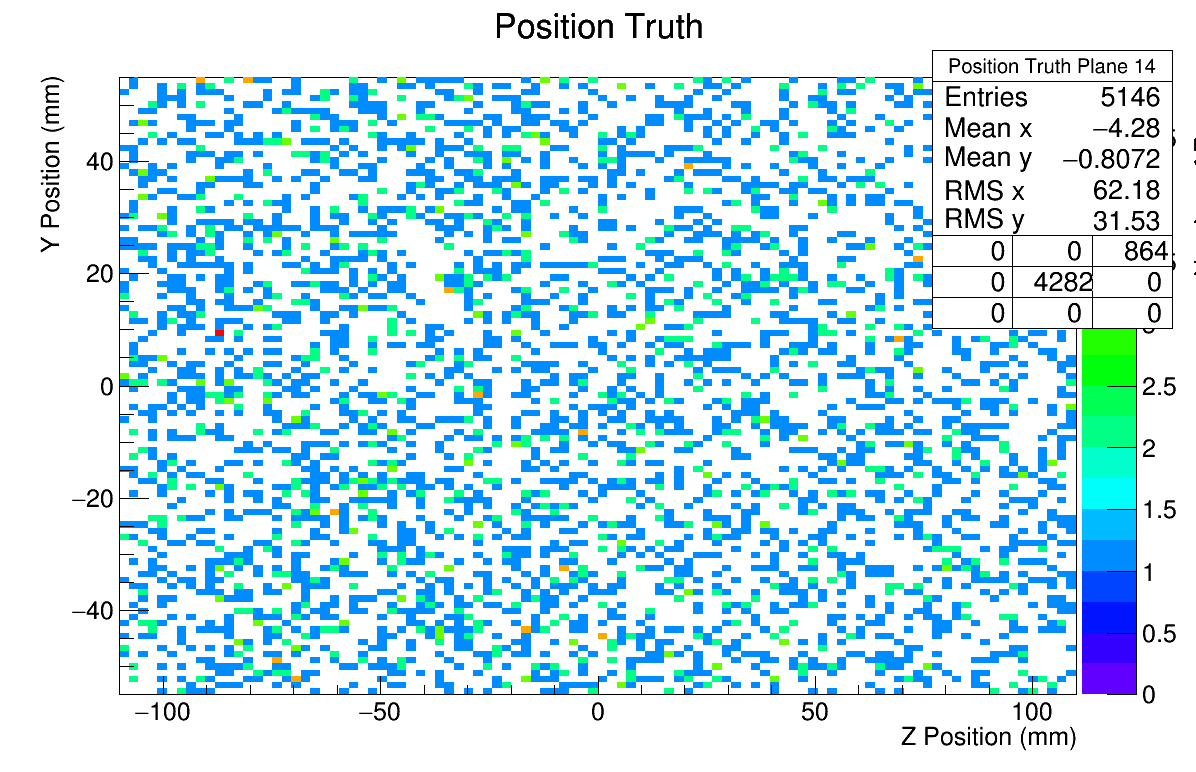 Position Truth
Y Position (mm)
Position Truth Plane 14
Entries 5146
Mean x −4.28
Mean y −0.8072
RMS x 62.18
RMS y 31.53
0 0 864
0 4282 0
0 0 0
40
20
0
−20
−40
2.5
2
1.5
1
0.5
0
−100 −50 0 50 100
Z Position (mm)